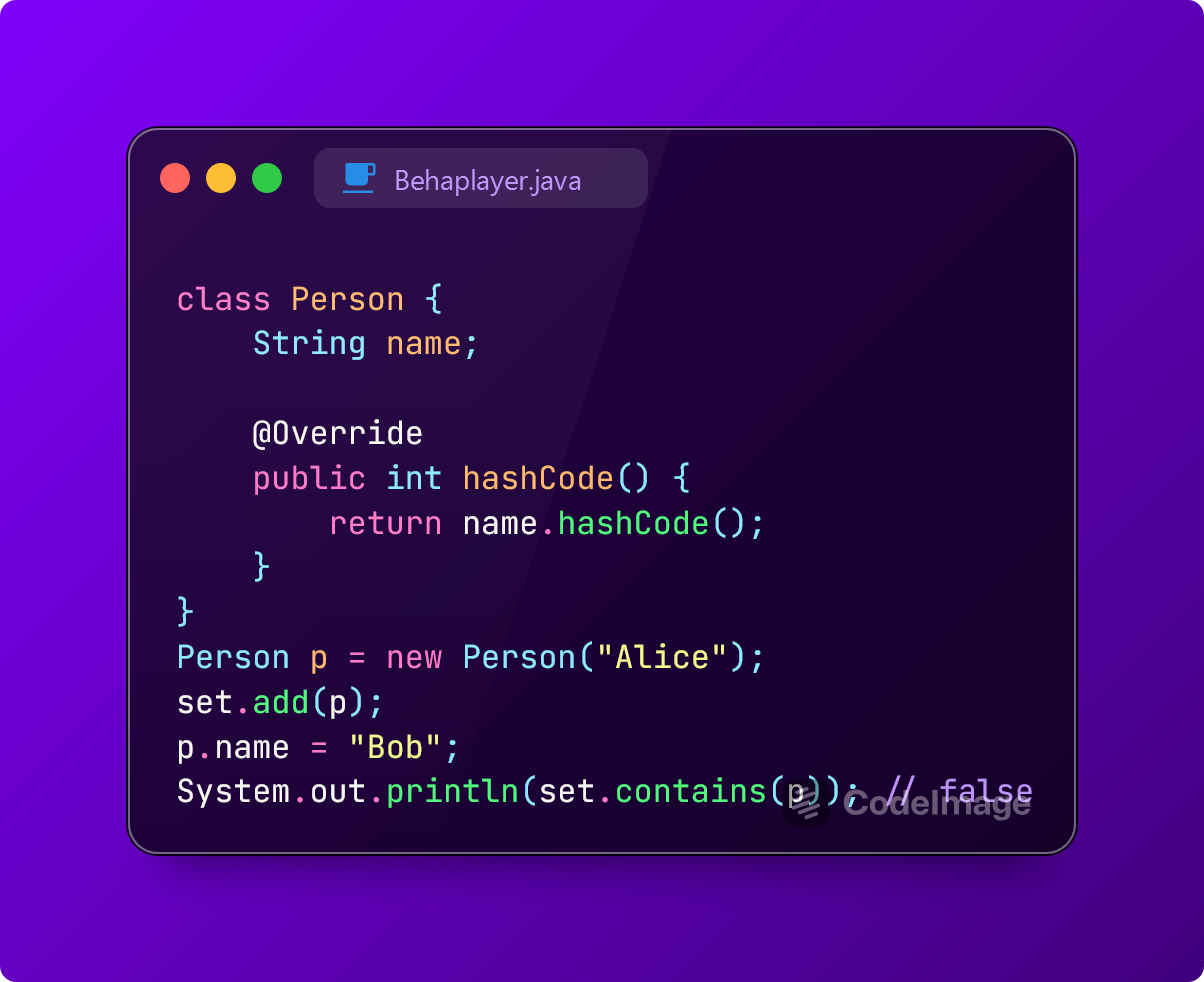 Behaplayer.java
class Person {
    String name;
    @Override
    public int hashCode() {
        return name.hashCode();
    }
}
Person p = new Person("Alice");
set.add(p);
p.name = "Bob";
System.out.println(set.contains(p)); // false
CodeImage